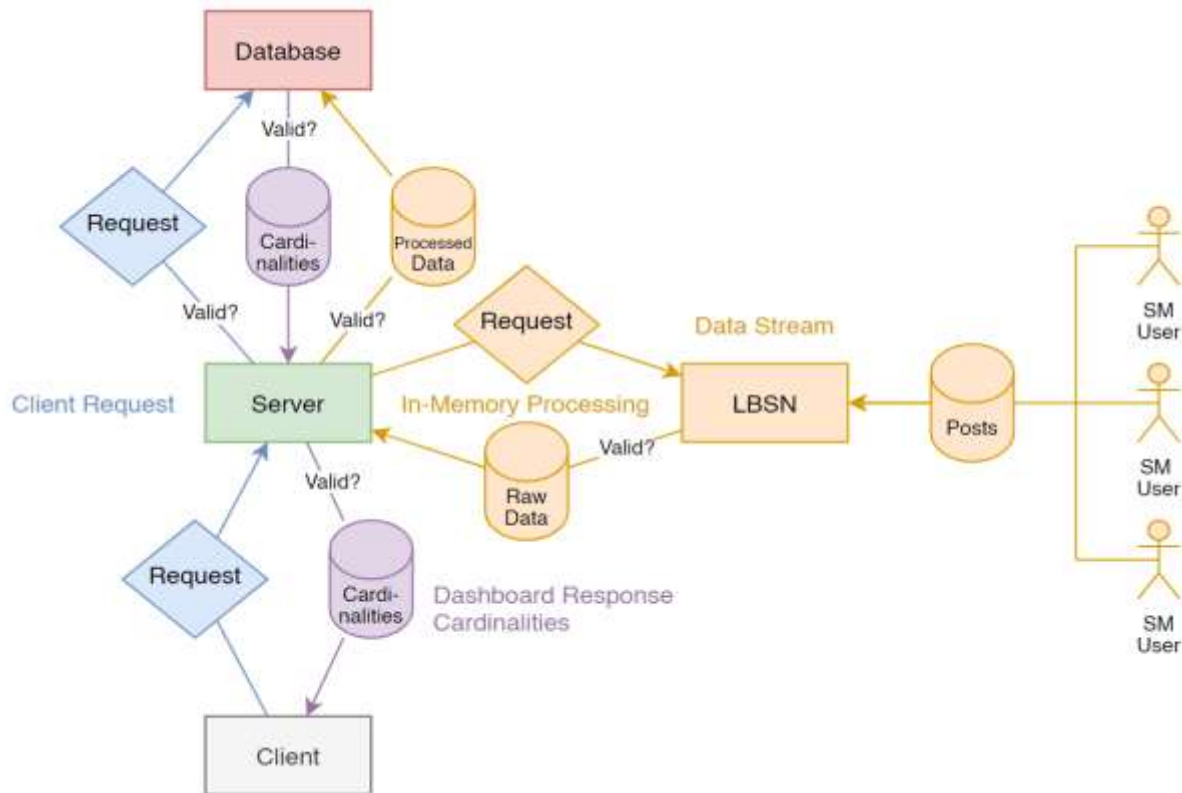 Database
Valid?
Request
Cardi-
nalities
Processed
Data
Valid?
Valid?
Request
Data Stream
SM
User
Client Request
Server
In-Memory Processing
LBSN
Posts
Valid?
Valid?
Raw
Data
SM
User
Request
Cardi-
nalities
Dashboard Response
Cardinalities
SM
User
Client